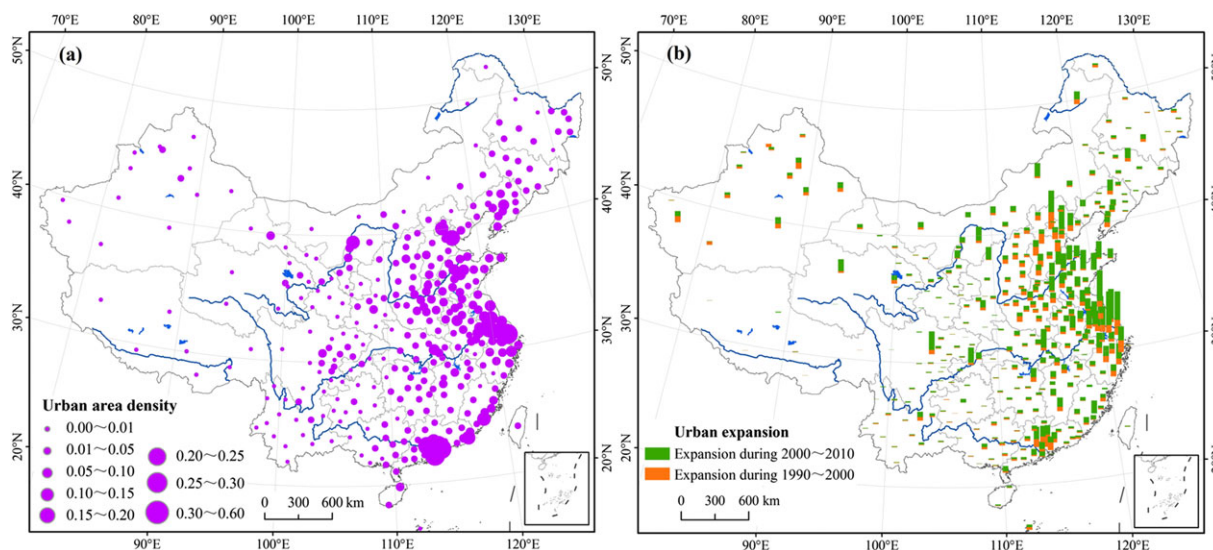 70°E 80°E 90°E 100°E 110°E 120°E 130°E
(a)
50°N
50°N
40°N
40°N
30°N
30°N
20°N
20°N
Urban area density
0.00～0.01
0.01～0.05
0.05～0.10
0.10～0.15
0.15～0.20
0.20～0.25
0.25～0.30
0.30～0.60
0 300 600 km
90°E 100°E 110°E 120°E
70°E 80°E 90°E 100°E 110°E 120°E 130°E
(b)
50°N
40°N
30°N
20°N
Urban expansion
Expansion during 2000～2010
Expansion during 1990～2000
0 300 600 km
90°E 100°E 110°E 120°E